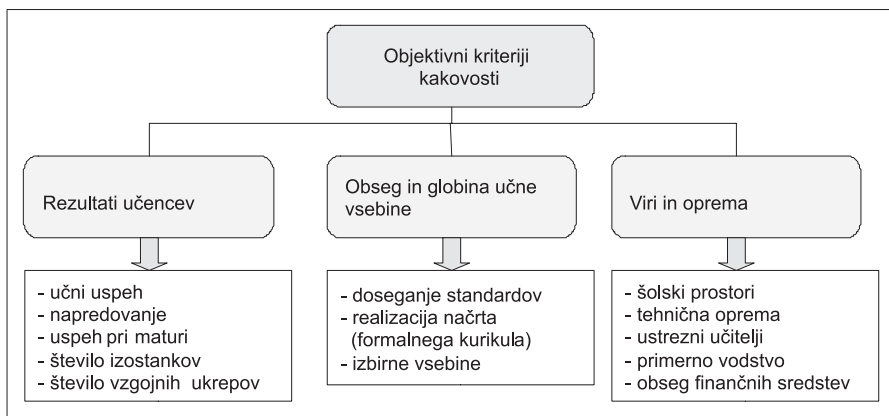 Objektivni kriteriji
kakovosti
Rezultati učencev
- učni uspeh
- napredovanje
- uspeh pri maturi
- število izostankov
- število vzgojnih ukrepov
Obseg in globina učne
vsebine
- doseganje standardov
- realizacija načrta
(formalnega kurikula)
- izbirne vsebine
Viri in oprema
- šolski prostori
- tehnična oprema
- ustrezni učitelji
- primerno vodstvo
- obseg finančnih sredstev